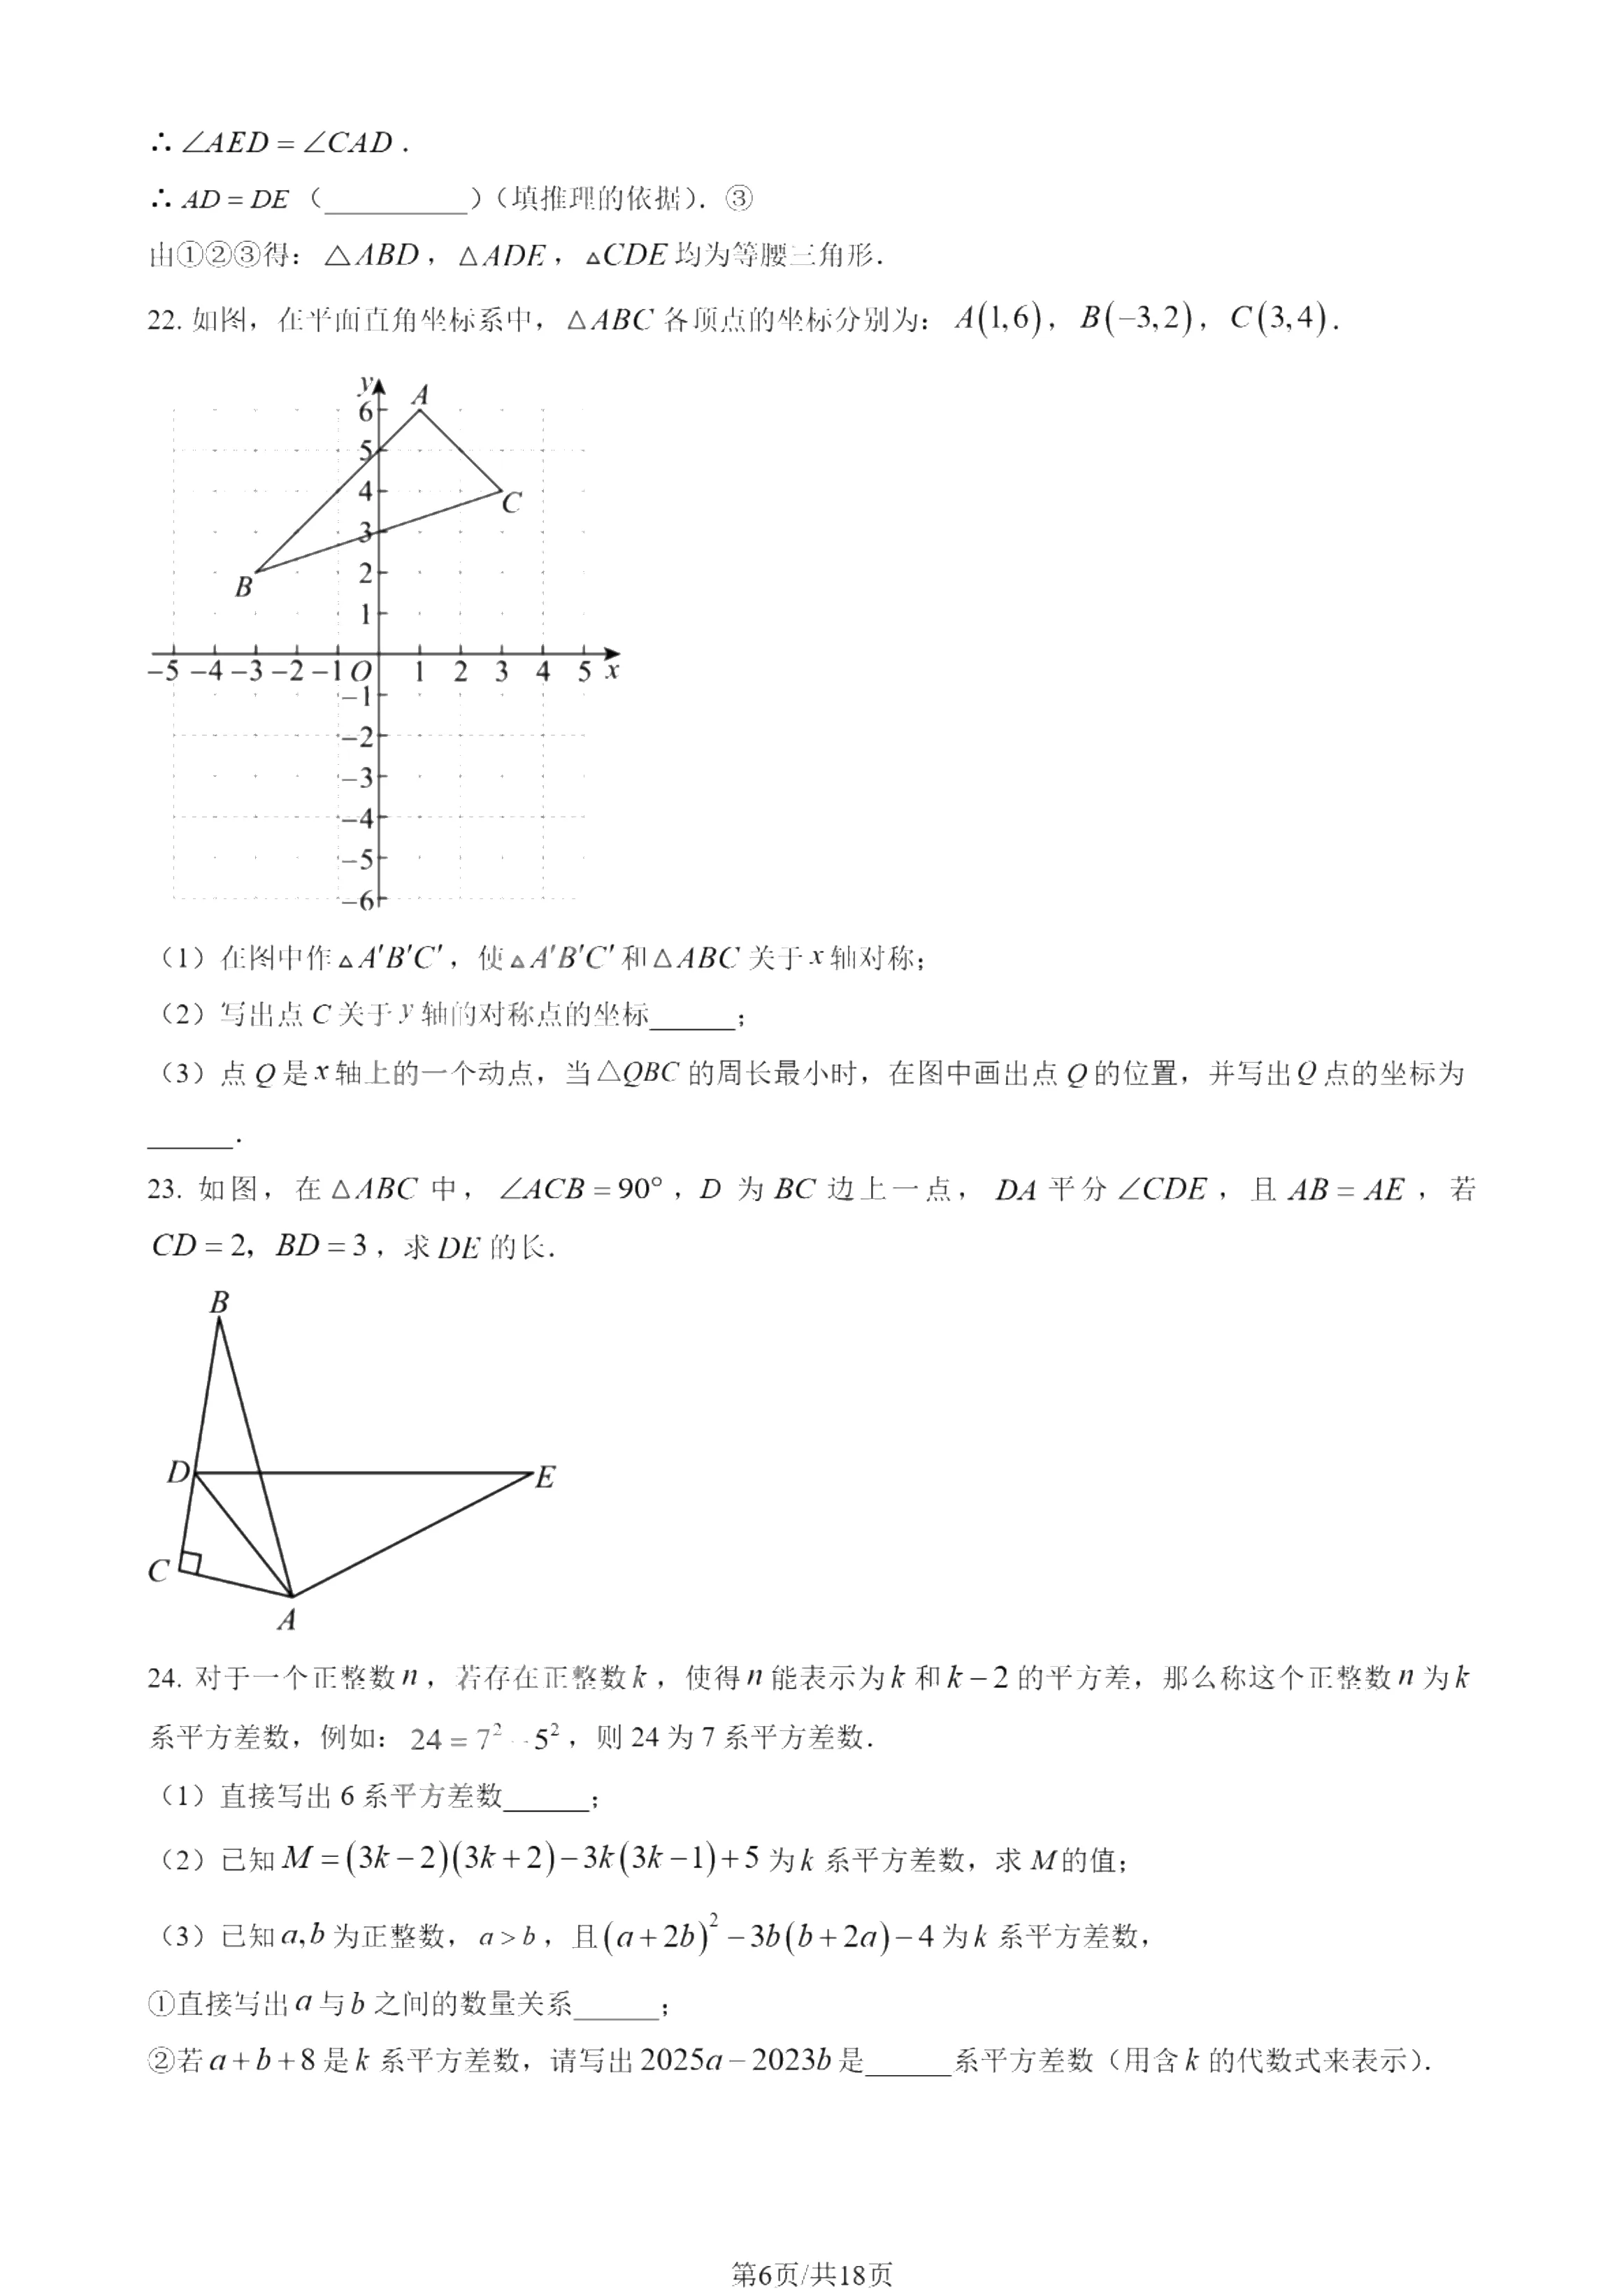 ∴ ∠AED = ∠CAD .
∴ AD = DE（__________）（填推理的依据）. ③
由①②③得：△ABD，△ADE，△CDE 均为等腰三角形.
22. 如图，在平面直角坐标系中，△ABC 各顶点的坐标分别为：A(1,6)，B(−3,2)，C(3,4).
y
A
6
5
4
C
3
2
B
1
−5 −4 −3 −2 −1 O 1 2 3 4 5 x
−1
−2
−3
−4
−5
−6
（1）在图中作△A′B′C′，使△A′B′C′和△ABC 关于 x 轴对称；
（2）写出点 C 关于 y 轴的对称点的坐标______；
（3）点 Q 是 x 轴上的一个动点，当△QBC 的周长最小时，在图中画出点 Q 的位置，并写出 Q 点的坐标为
______.
23. 如图，在△ABC 中，∠ACB = 90°，D 为 BC 边上一点，DA 平分∠CDE，且 AB = AE，若
CD = 2, BD = 3，求 DE 的长.
B
D
E
C
A
24. 对于一个正整数 n，若存在正整数 k，使得 n 能表示为 k 和 k − 2 的平方差，那么称这个正整数 n 为 k
系平方差数，例如：24 = 7² − 5²，则 24 为 7 系平方差数.
（1）直接写出 6 系平方差数______；
（2）已知 M = (3k − 2)(3k + 2) − 3k(3k − 1) + 5 为 k 系平方差数，求 M 的值；
（3）已知 a,b 为正整数，a > b，且 (a + 2b)² − 3b(b + 2a) − 4 为 k 系平方差数，
①直接写出 a 与 b 之间的数量关系______；
②若 a + b + 8 是 k 系平方差数，请写出 2025a − 2023b 是______系平方差数（用含 k 的代数式来表示）.
第6页/共18页